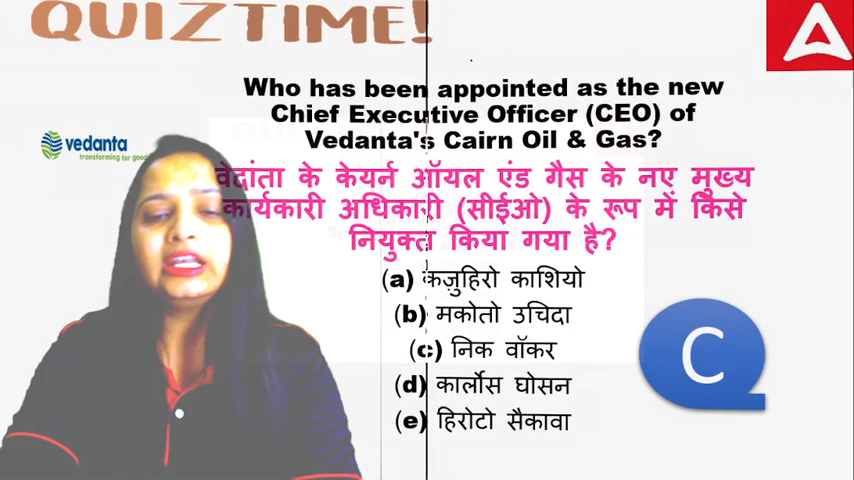 QUIZTIME!
Who has been appointed as the new
Chief Executive Officer (CEO) of
Vedanta's Cairn Oil & Gas?
vedanta
transforming for good
वेदांता के केयर्न ऑयल एंड गैस के नए मुख्य
कार्यकारी अधिकारी (सीईओ) के रूप में किसे
नियुक्त किया गया है?
(a) कज़ुहिरो काशियो
(b) मकोतो उचिदा
(c) निक वॉकर
(d) कार्लोस घोसन
(e) हिरोटो सैकावा
C